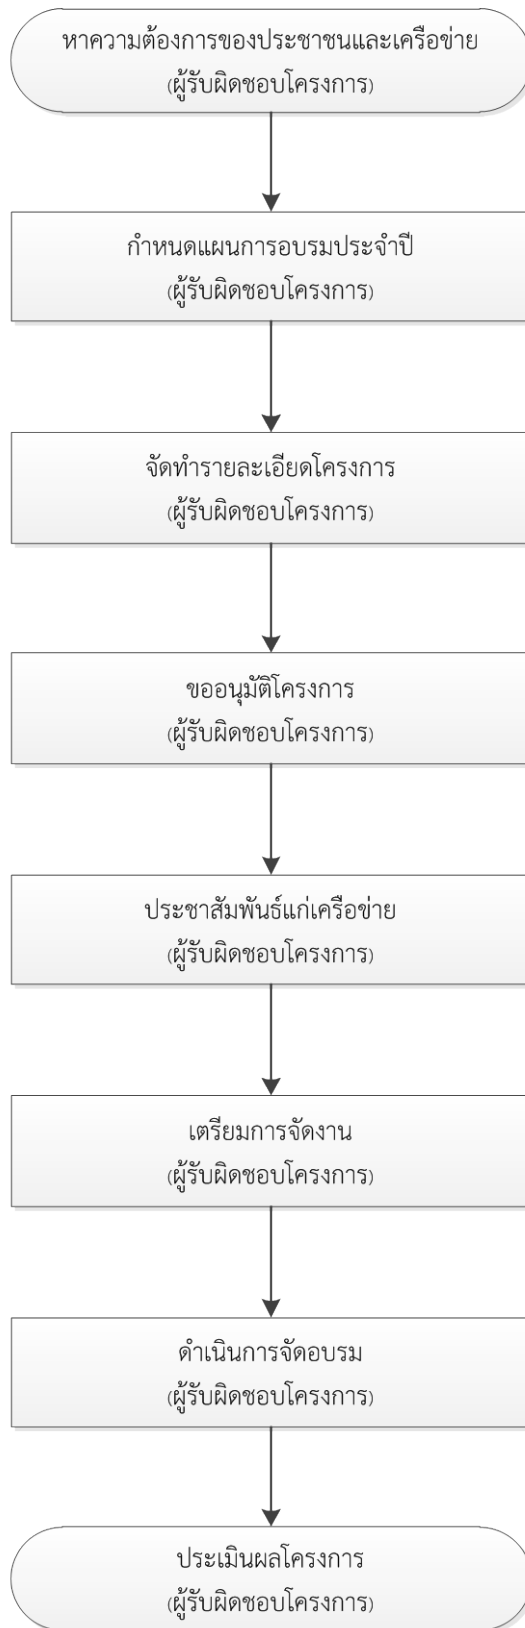 หาความต้องการของประชาชนและเครือข่าย
(ผู้รับผิดชอบโครงการ)
กำหนดแผนการอบรมประจำปี
(ผู้รับผิดชอบโครงการ)
จัดทำรายละเอียดโครงการ
(ผู้รับผิดชอบโครงการ)
ขออนุมัติโครงการ
(ผู้รับผิดชอบโครงการ)
ประชาสัมพันธ์แก่เครือข่าย
(ผู้รับผิดชอบโครงการ)
เตรียมการจัดงาน
(ผู้รับผิดชอบโครงการ)
ดำเนินการจัดอบรม
(ผู้รับผิดชอบโครงการ)
ประเมินผลโครงการ
(ผู้รับผิดชอบโครงการ)